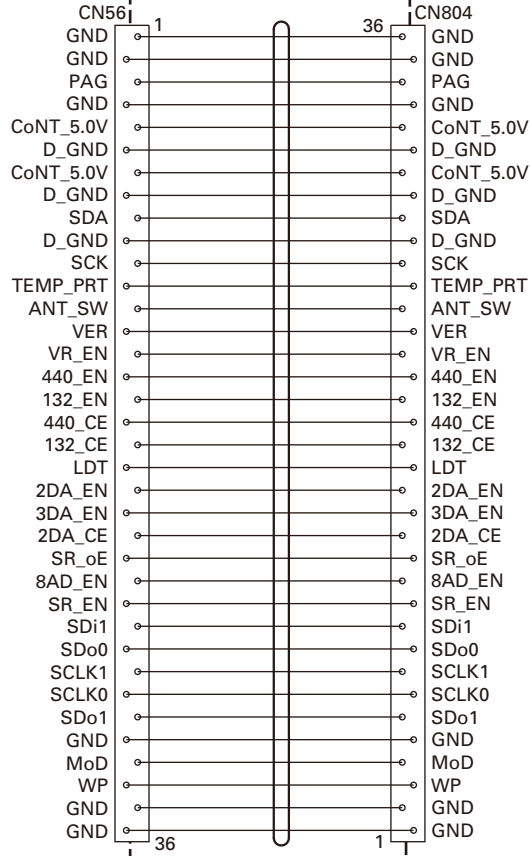 CN56 CN804
1 36
GND GND
GND GND
PAG PAG
GND GND
CoNT_5.0V CoNT_5.0V
D_GND D_GND
CoNT_5.0V CoNT_5.0V
D_GND D_GND
SDA SDA
D_GND D_GND
SCK SCK
TEMP_PRT TEMP_PRT
ANT_SW ANT_SW
VER VER
VR_EN VR_EN
440_EN 440_EN
132_EN 132_EN
440_CE 440_CE
132_CE 132_CE
LDT LDT
2DA_EN 2DA_EN
3DA_EN 3DA_EN
2DA_CE 2DA_CE
SR_oE SR_oE
8AD_EN 8AD_EN
SR_EN SR_EN
SDi1 SDi1
SDo0 SDo0
SCLK1 SCLK1
SCLK0 SCLK0
SDo1 SDo1
GND GND
MoD MoD
WP WP
GND GND
GND GND
36 1